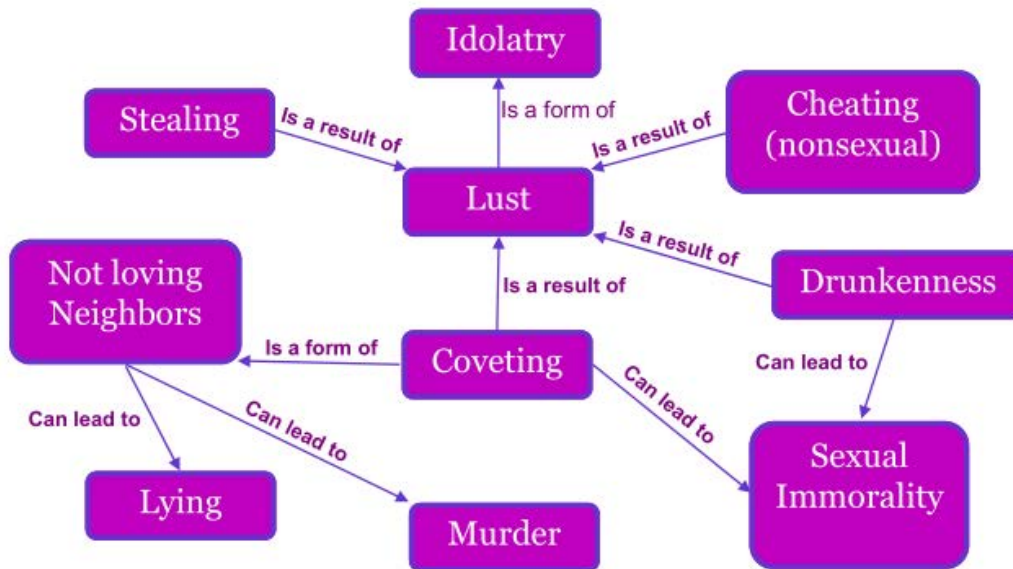 Idolatry
Stealing
Is a result of
Is a form of
Cheating
(nonsexual)
Is a result of
Lust
Is a result of
Not loving
Neighbors
Is a result of
Drunkenness
Is a form of
Coveting
Can lead to
Can lead to
Can lead to
Can lead to
Sexual
Immorality
Lying
Murder